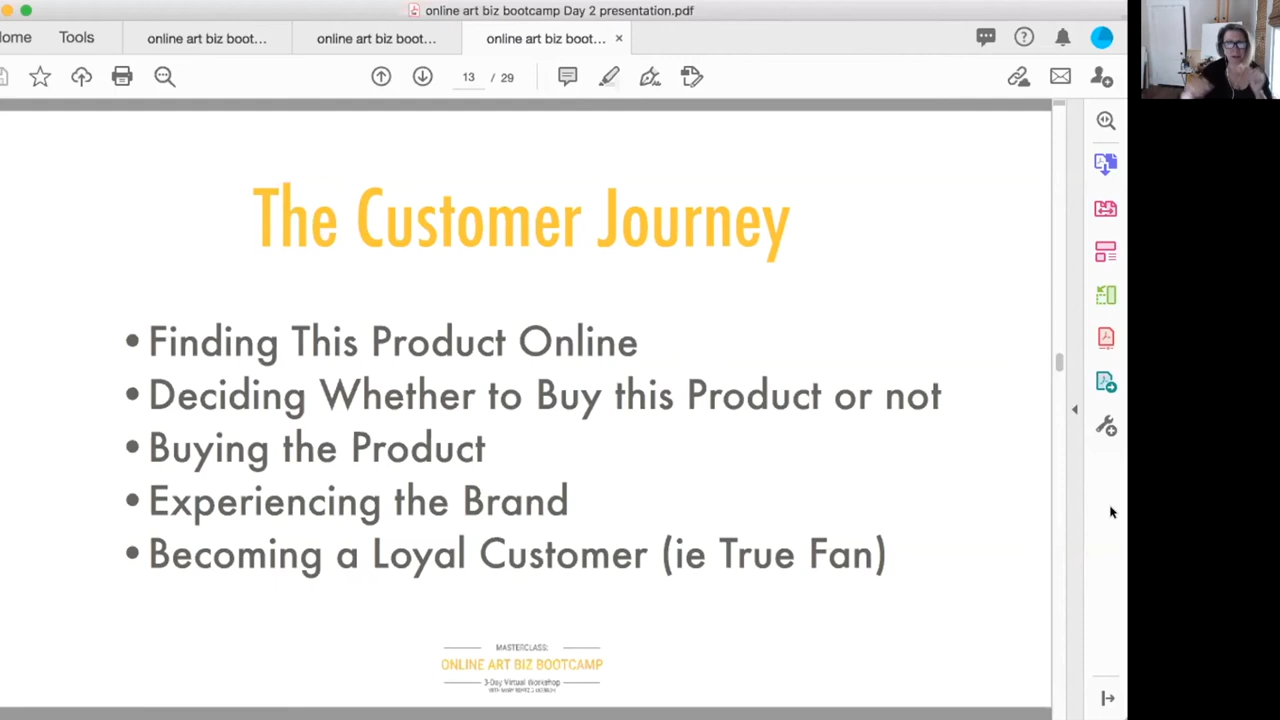 online art biz bootcamp Day 2 presentation.pdf
ome
Tools
online art biz boot...
online art biz boot...
online art biz boot...
13 / 29
The Customer Journey
• Finding This Product Online
• Deciding Whether to Buy this Product or not
• Buying the Product
• Experiencing the Brand
• Becoming a Loyal Customer (ie True Fan)
MASTERCLASS:
ONLINE ART BIZ BOOTCAMP
3-Day Virtual Workshop